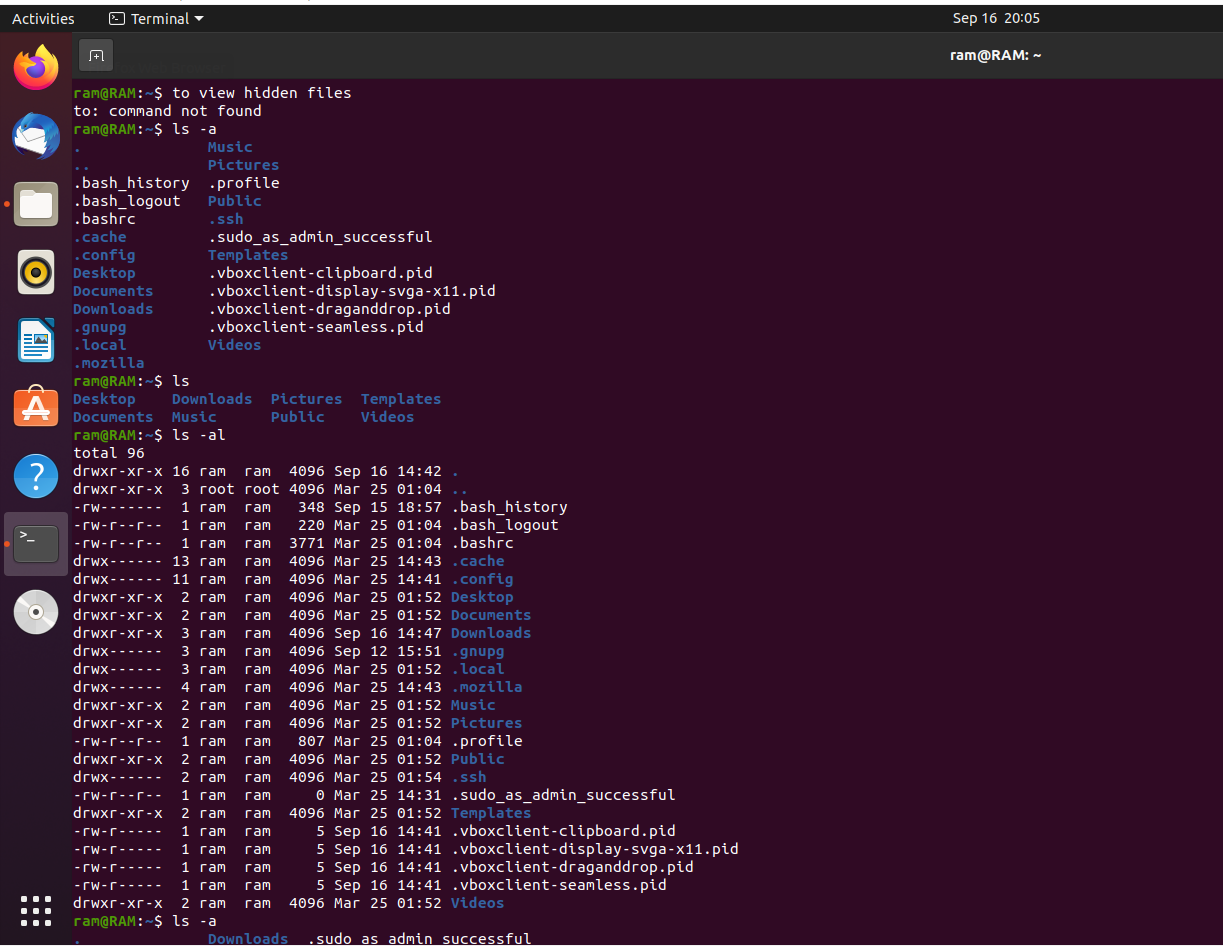 Activities Terminal Sep 16 20:05
ram@RAM: ~
ram@RAM:~$ to view hidden files
to: command not found
ram@RAM:~$ ls -a
. Music
.. Pictures
.bash_history .profile
.bash_logout Public
.bashrc .ssh
.cache .sudo_as_admin_successful
.config Templates
Desktop .vboxclient-clipboard.pid
Documents .vboxclient-display-svga-x11.pid
Downloads .vboxclient-draganddrop.pid
.gnupg .vboxclient-seamless.pid
.local Videos
.mozilla
ram@RAM:~$ ls
Desktop Downloads Pictures Templates
Documents Music Public Videos
ram@RAM:~$ ls -al
total 96
drwxr-xr-x 16 ram ram 4096 Sep 16 14:42 .
drwxr-xr-x 3 root root 4096 Mar 25 01:04 ..
-rw------- 1 ram ram 348 Sep 15 18:57 .bash_history
-rw-r--r-- 1 ram ram 220 Mar 25 01:04 .bash_logout
-rw-r--r-- 1 ram ram 3771 Mar 25 01:04 .bashrc
drwx------ 13 ram ram 4096 Mar 25 14:43 .cache
drwx------ 11 ram ram 4096 Mar 25 14:41 .config
drwxr-xr-x 2 ram ram 4096 Mar 25 01:52 Desktop
drwxr-xr-x 2 ram ram 4096 Mar 25 01:52 Documents
drwxr-xr-x 3 ram ram 4096 Sep 16 14:47 Downloads
drwx------ 3 ram ram 4096 Sep 12 15:51 .gnupg
drwx------ 3 ram ram 4096 Mar 25 01:52 .local
drwx------ 4 ram ram 4096 Mar 25 14:43 .mozilla
drwxr-xr-x 2 ram ram 4096 Mar 25 01:52 Music
drwxr-xr-x 2 ram ram 4096 Mar 25 01:52 Pictures
-rw-r--r-- 1 ram ram 807 Mar 25 01:04 .profile
drwxr-xr-x 2 ram ram 4096 Mar 25 01:52 Public
drwx------ 2 ram ram 4096 Mar 25 01:54 .ssh
-rw-r--r-- 1 ram ram 0 Mar 25 14:31 .sudo_as_admin_successful
drwxr-xr-x 2 ram ram 4096 Mar 25 01:52 Templates
-rw-r----- 1 ram ram 5 Sep 16 14:41 .vboxclient-clipboard.pid
-rw-r----- 1 ram ram 5 Sep 16 14:41 .vboxclient-display-svga-x11.pid
-rw-r----- 1 ram ram 5 Sep 16 14:41 .vboxclient-draganddrop.pid
-rw-r----- 1 ram ram 5 Sep 16 14:41 .vboxclient-seamless.pid
drwxr-xr-x 2 ram ram 4096 Mar 25 01:52 Videos
ram@RAM:~$ ls -a
. Downloads .sudo_as_admin_successful